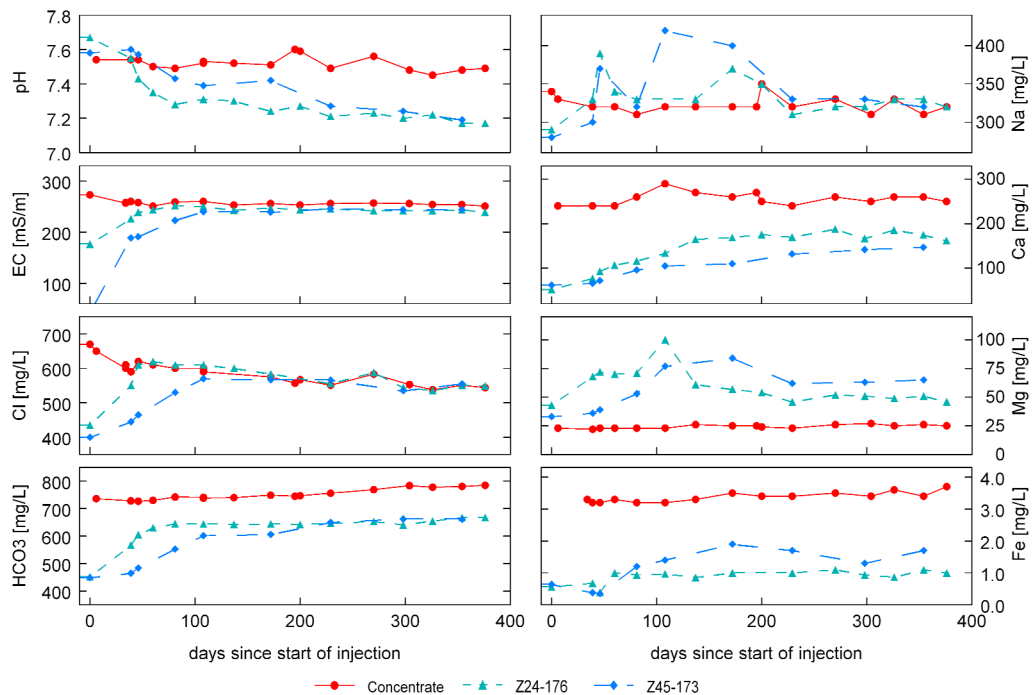 7.8
7.6
7.4
7.2
7.0
pH
400
350
300
Na [mg/L]
300
200
100
EC [mS/m]
300
200
100
Ca [mg/L]
700
600
500
400
Cl [mg/L]
100
75
50
25
0
Mg [mg/L]
800
700
600
500
400
HCO3 [mg/L]
4.0
3.0
2.0
1.0
0.0
Fe [mg/L]
0 100 200 300 400
0 100 200 300 400
days since start of injection
days since start of injection
Concentrate Z24-176 Z45-173